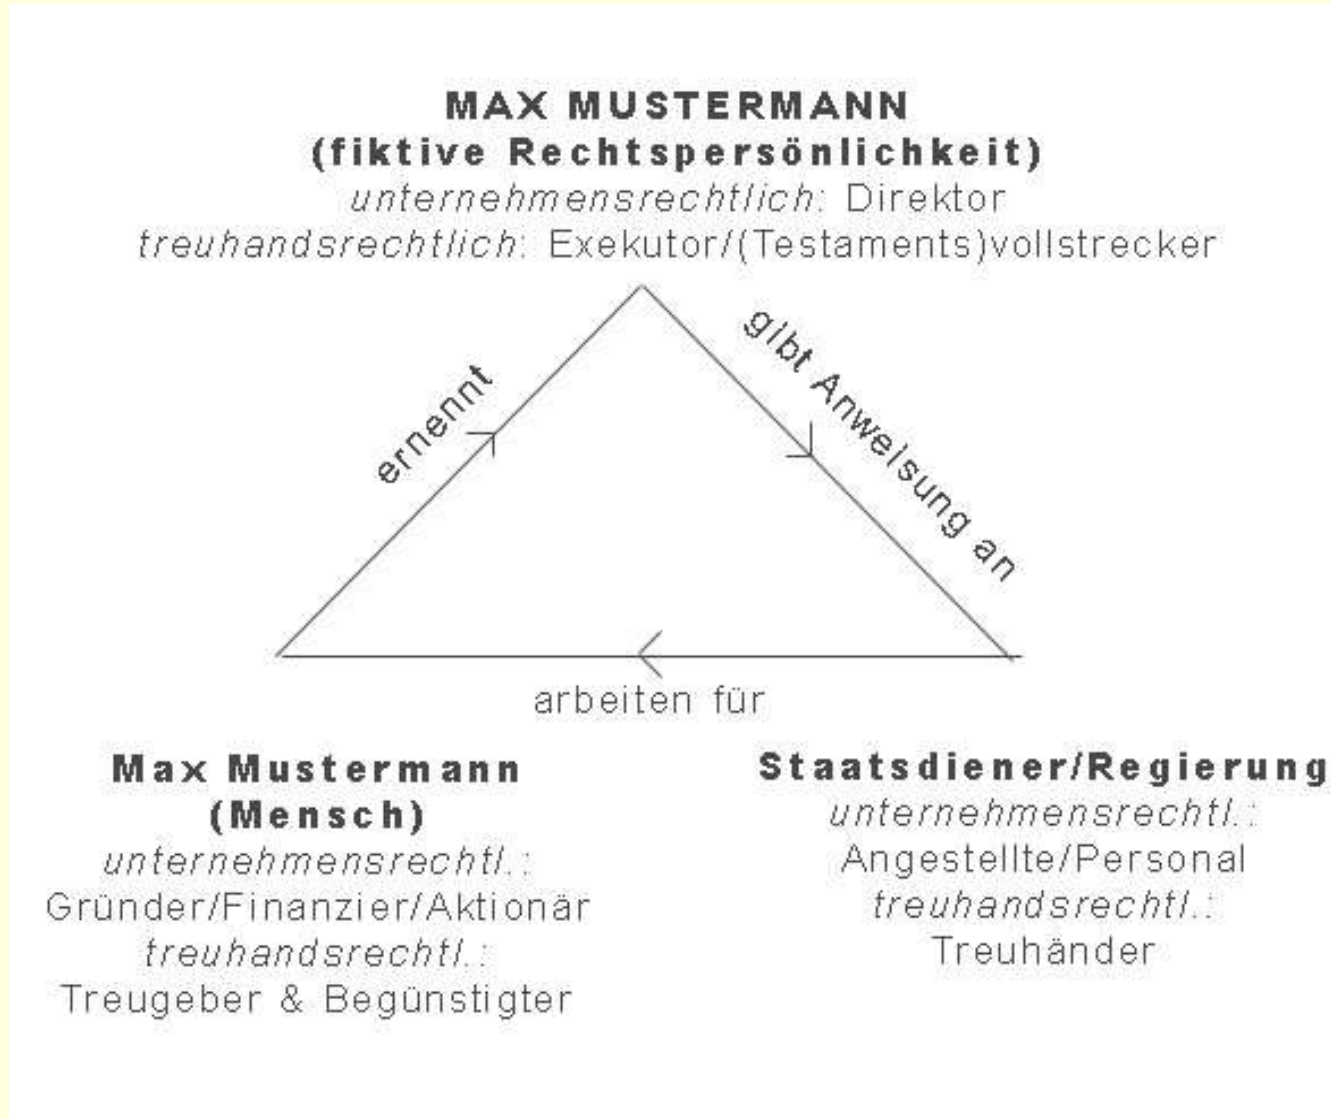 MAX MUSTERMANN
(fiktive Rechtspersönlichkeit)
unternehmensrechtlich: Direktor
treuhandsrechtlich: Exekutor/(Testaments)vollstrecker
ernennt
gibt Anweisung an
arbeiten für
Max Mustermann
(Mensch)
unternehmensrechtl.:
Gründer/Finanzier/Aktionär
treuhandsrechtl.:
Treugeber & Begünstigter
Staatsdiener/Regierung
unternehmensrechtl.:
Angestellte/Personal
treuhandsrechtl.:
Treuhänder